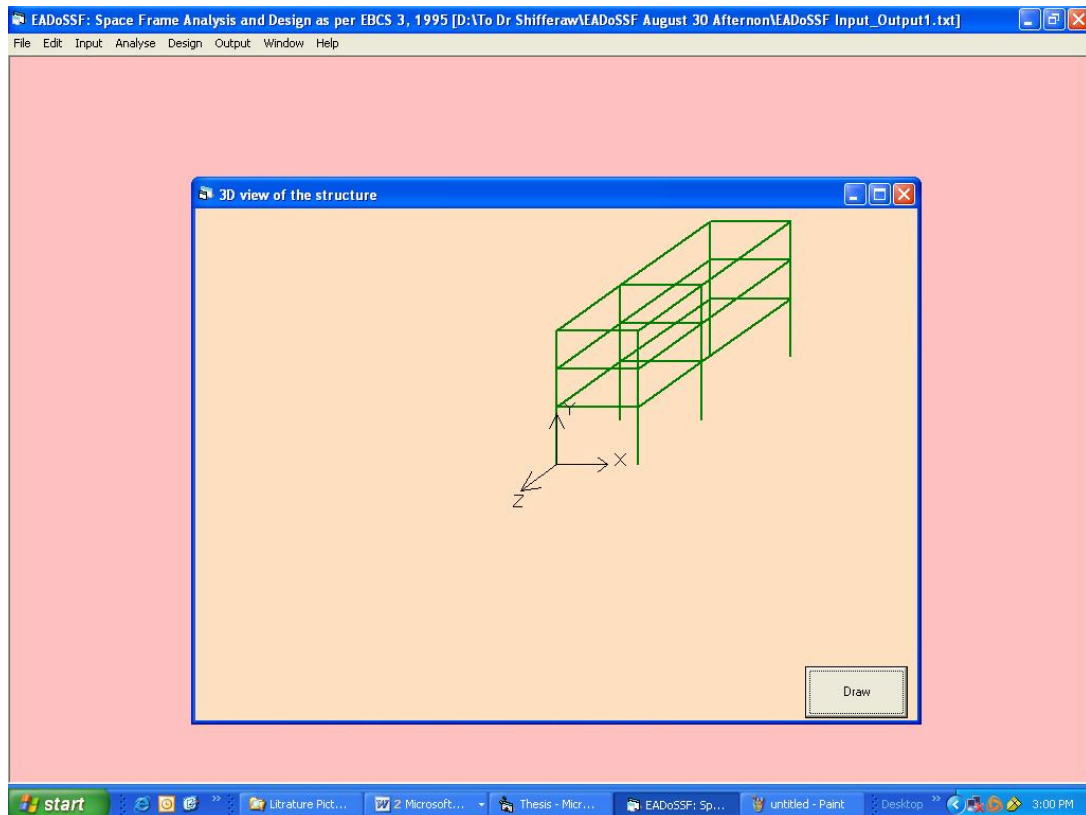 EADoSSF: Space Frame Analysis and Design as per EBCS 3, 1995 [D:\To Dr Shifferaw\EADoSSF August 30 Afternon\EADoSSF Input_Output1.txt]
File Edit Input Analyse Design Output Window Help
3D view of the structure
Y
X
Z
Draw
start
Litrature Pict...
2 Microsoft...
Thesis - Micr...
EADoSSF: Sp...
untitled - Paint
Desktop
3:00 PM